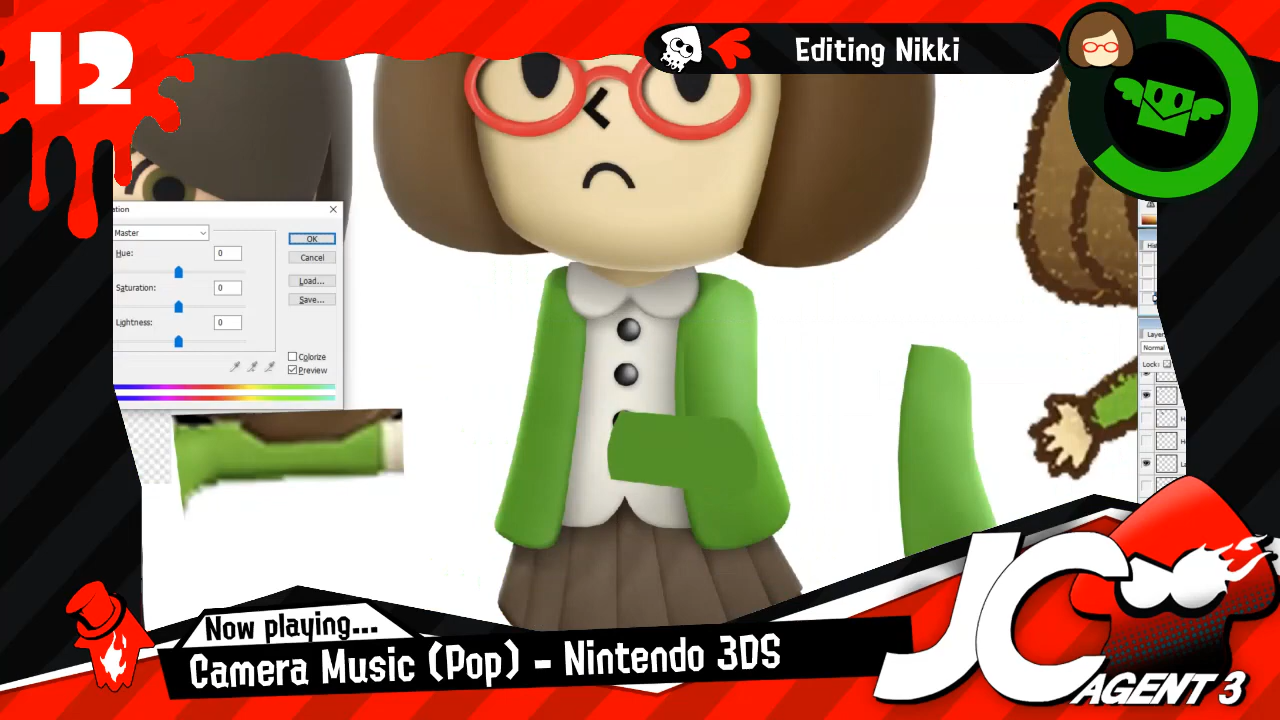 12
Editing Nikki
Master
Hue:
0
OK
Cancel
Saturation:
0
Load...
Save...
Lightness:
0
Colorize
Preview
Normal
Now playing...
Camera Music (Pop) - Nintendo 3DS
JC
AGENT 3